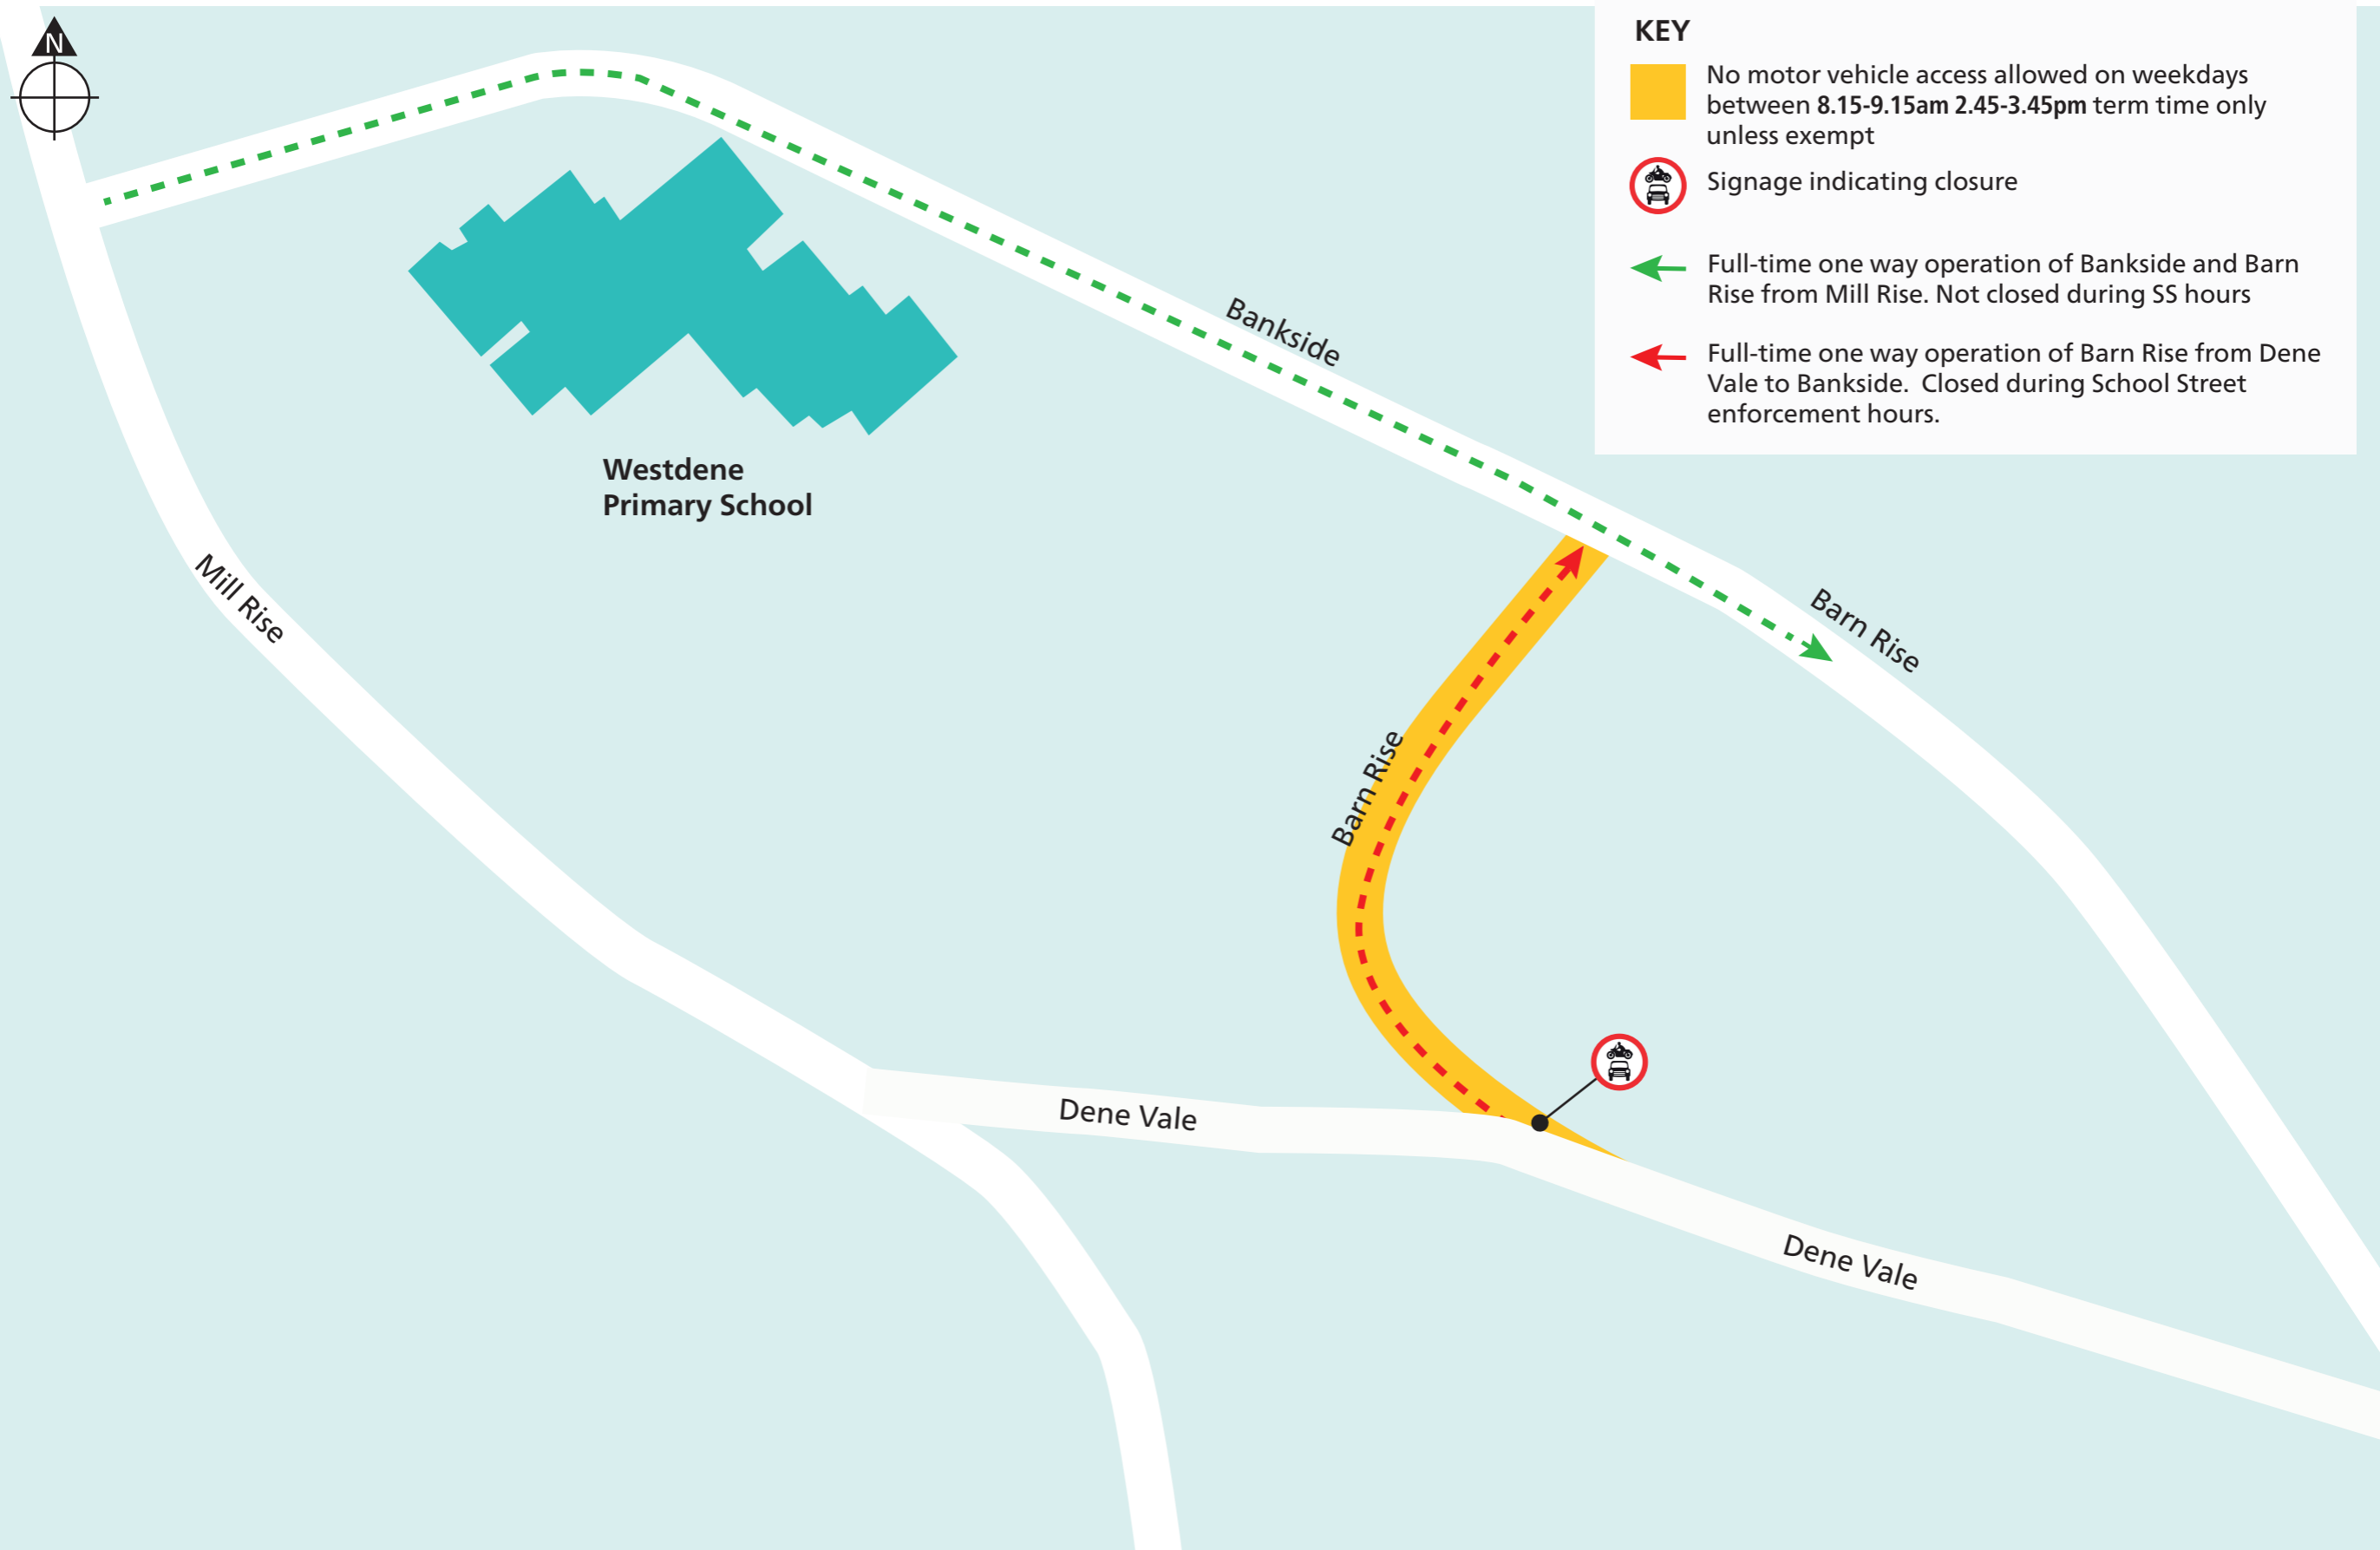 N
KEY
No motor vehicle access allowed on weekdays
between 8.15-9.15am 2.45-3.45pm term time only
unless exempt
Signage indicating closure
Full-time one way operation of Bankside and Barn
Rise from Mill Rise. Not closed during SS hours
Full-time one way operation of Barn Rise from Dene
Vale to Bankside.  Closed during School Street
enforcement hours.
Bankside
Westdene
Primary School
Mill Rise
Barn Rise
Barn Rise
Dene Vale
Dene Vale